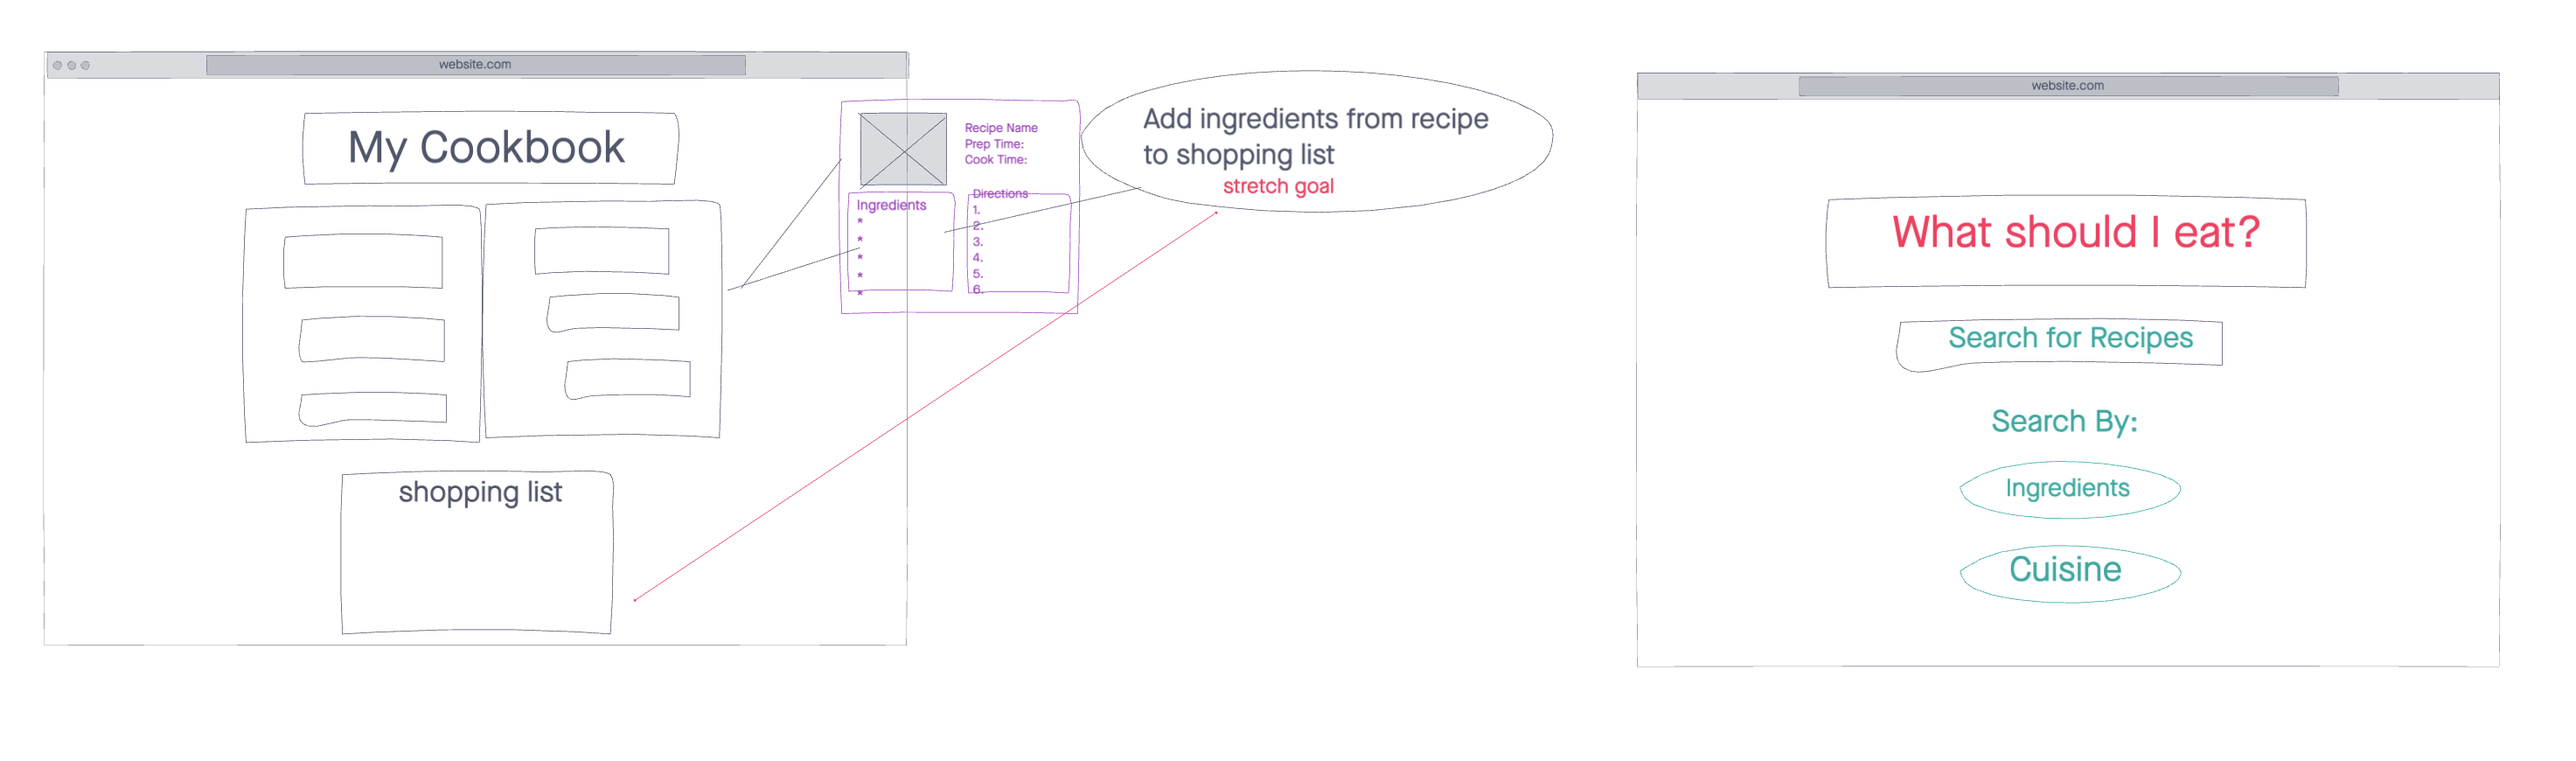 website.com
My Cookbook
shopping list
Recipe Name
Prep Time:
Cook Time:
Ingredients
*
*
*
*
*
Directions
1.
2.
3.
4.
5.
6.
Add ingredients from recipe
to shopping list
stretch goal
website.com
What should I eat?
Search for Recipes
Search By:
Ingredients
Cuisine